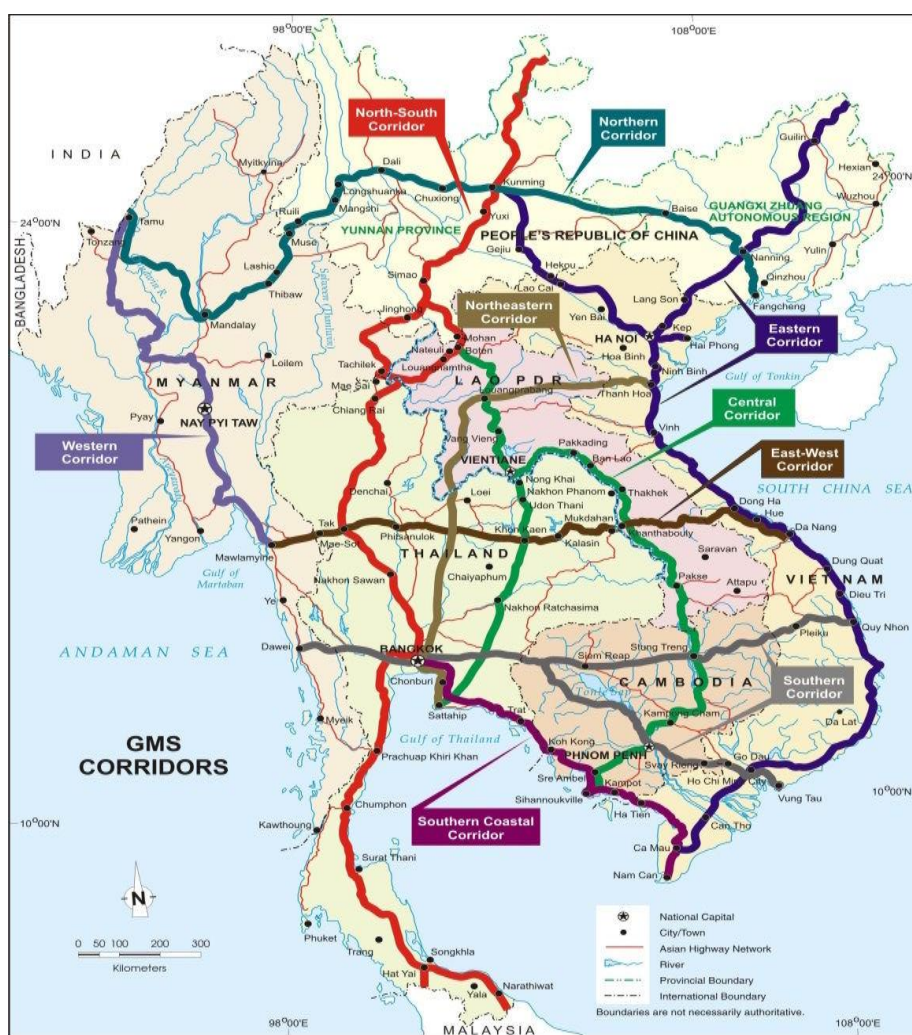 98°00'E
108°00'E
North-South
Corridor
Northern
Corridor
Guilin
INDIA
Myitkyina
Dali
Hexian
24°00'N
Kunming
Longshuanku
Chuxiong
Baise
GUANGXI ZHUANG
AUTONOMOUS REGION
Wuzhou
24°00'N
Tamu
Mangshi
Yuxi
Ruili
YUNNAN PROVINCE
PEOPLE'S REPUBLIC OF CHINA
Tonzang
Muse
Gejiu
Nanning
Yulin
BANGLADESH
Lashio
Simao
Hekou
Qinzhou
Lao Cai
Lang Son
Fangcheng
Thibaw
Northeastern
Corridor
Jinghong
Yen Bai
Kep
Mandalay
Mohan
HA NOI
Hai Phong
Eastern
Corridor
Nateuli
Boten
Hoa Binh
Loilem
Tachilek
Louangnamtha
Ninh Binh
MYANMAR
Mae Sai
LAO PDR
Gulf of Tonkin
Louangprabang
Thanh Hoa
Chiang Rai
Central
Corridor
Pyay
NAY PYI TAW
Vinh
Western
Corridor
Vang Vieng
Pakkading
VIENTIANE
Ban Lao
East-West
Corridor
Nong Khai
Denchai
Loei
Nakhon Phanom
Thakhek
SOUTH CHINA SEA
Udon Thani
Dong Ha
Pathein
Yangon
Tak
Mukdahan
Hue
Phitsanulok
Khon Kaen
Khanthabouly
Da Nang
Mawlamyine
Mae-Sot
Kalasin
THAILAND
Saravan
Gulf of
Martaban
Chaiyaphum
Dung Quat
Nakhon Sawan
Pakse
Attapu
VIET NAM
Ye
Dieu Tri
Nakhon Ratchasima
Quy Nhon
Pleiku
Dawei
BANGKOK
Siem Reap
Stung Treng
ANDAMAN SEA
Chonburi
CAMBODIA
Southern
Corridor
Tonle Sap
Sattahip
Myeik
Trat
Kampong Cham
Da Lat
Gulf of Thailand
GMS
CORRIDORS
Koh Kong
PHNOM PENH
Prachuap Khiri Khan
Go Dau
Svay Rieng
Sre Ambel
Ho Chi Minh City
Kampot
10°00'N
Sihannoukville
Vung Tau
10°00'N
Chumphon
Southern Coastal
Corridor
Ha Tien
Kawthoung
Can Tho
Ca Mau
Surat Thani
Nam Can
N
National Capital
City/Town
0 50 100 200 300
Kilometers
Phuket
Trang
Songkhla
Asian Highway Network
River
Hat Yai
Provincial Boundary
Yala
Narathiwat
International Boundary
Boundaries are not necessarily authoritative.
98°00'E
MALAYSIA
108°00'E